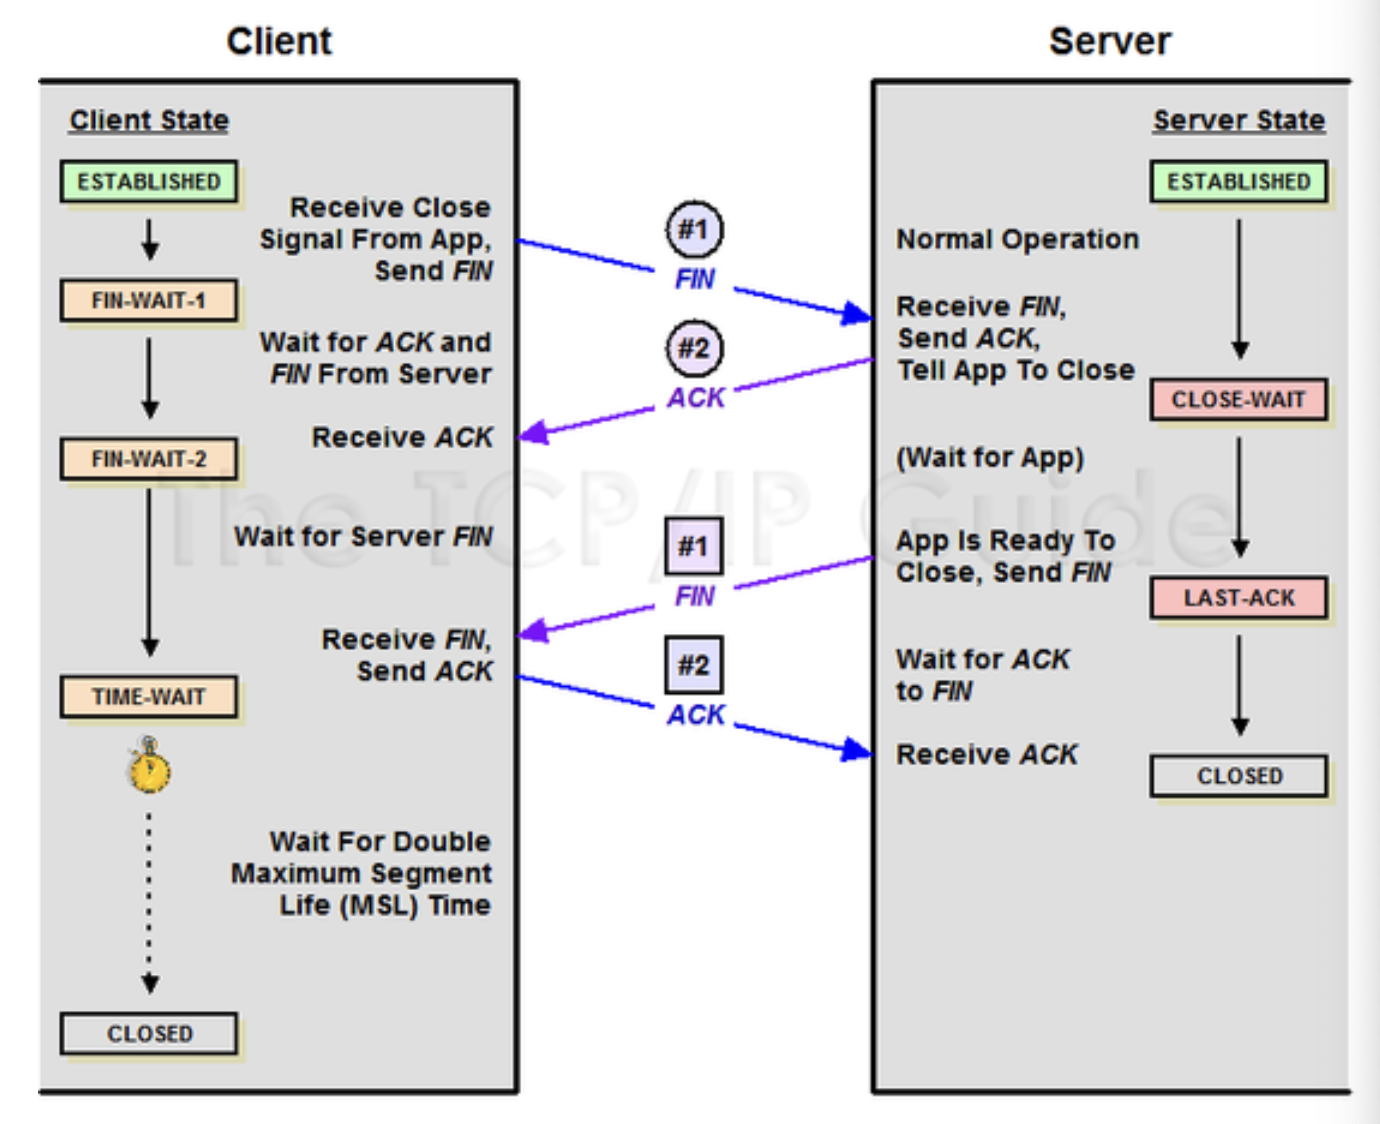 Client
Server
Client State
ESTABLISHED
Receive Close
Signal From App,
Send FIN
FIN-WAIT-1
Wait for ACK and
FIN From Server
Receive ACK
FIN-WAIT-2
Wait for Server FIN
Receive FIN,
Send ACK
TIME-WAIT
Wait For Double
Maximum Segment
Life (MSL) Time
CLOSED
#1
FIN
#2
ACK
#1
FIN
#2
ACK
Server State
ESTABLISHED
Normal Operation
Receive FIN,
Send ACK,
Tell App To Close
CLOSE-WAIT
(Wait for App)
App Is Ready To
Close, Send FIN
LAST-ACK
Wait for ACK
to FIN
Receive ACK
CLOSED
The TCP/IP Guide